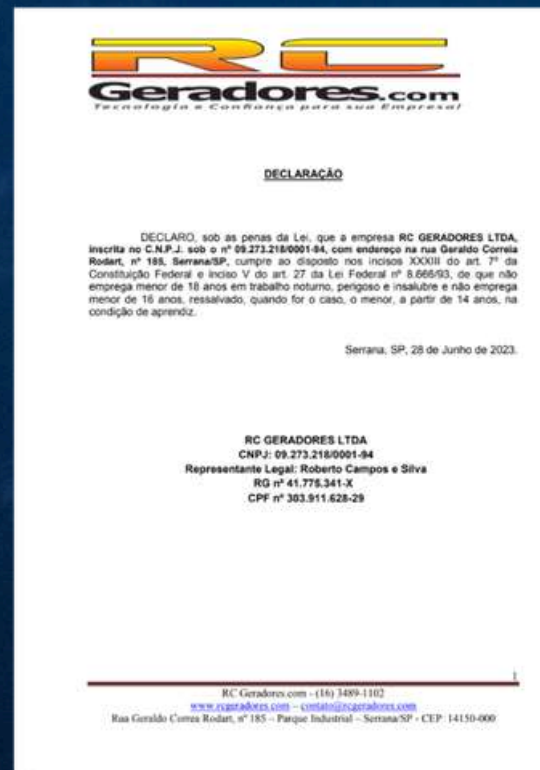 RC
Geradores.com
Tecnologia e Confiança para sua Empresa!
DECLARAÇÃO
DECLARO, sob as penas da Lei, que a empresa RC GERADORES LTDA,
inscrita no C.N.P.J. sob o nº 09.273.218/0001-94, com endereço na rua Geraldo Correia
Rodart, nº 185, Serrana/SP, cumpre ao disposto nos incisos XXXIII do art. 7º da
Constituição Federal e inciso V do art. 27 da Lei Federal nº 8.666/93, de que não
emprega menor de 18 anos em trabalho noturno, perigoso e insalubre e não emprega
menor de 16 anos, ressalvado, quando for o caso, o menor, a partir de 14 anos, na
condição de aprendiz.
Serrana, SP, 28 de Junho de 2023.
RC GERADORES LTDA
CNPJ: 09.273.218/0001-94
Representante Legal: Roberto Campos e Silva
RG nº 41.775.341-X
CPF nº 303.911.628-29
1
RC Geradores.com - (16) 3489-1102
www.rcgeradores.com – contato@rcgeradores.com
Rua Geraldo Correa Rodart, nº 185 – Parque Industrial – Serrana/SP - CEP: 14150-000